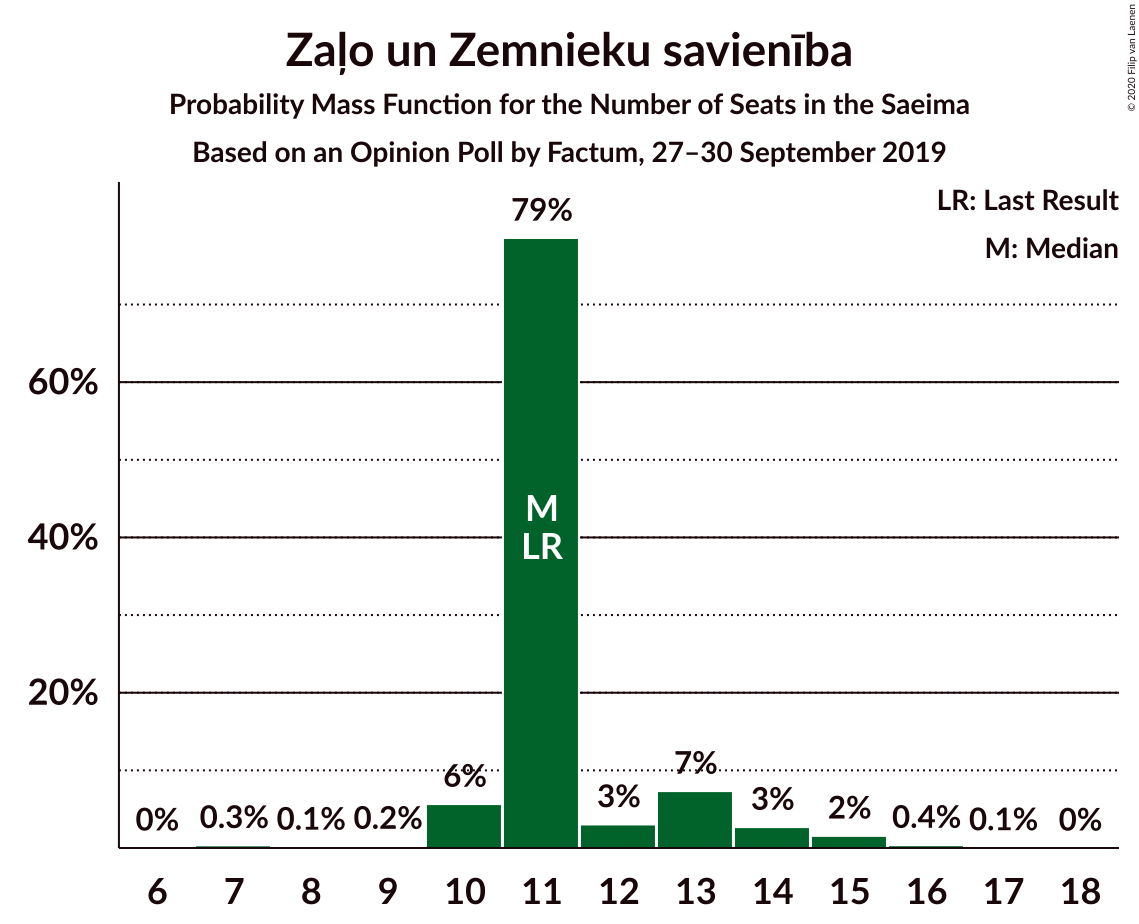 Zaļo un Zemnieku savienība
Probability Mass Function for the Number of Seats in the Saeima
Based on an Opinion Poll by Factum, 27–30 September 2019
© 2020 Filip van Laenen
LR: Last Result
M: Median
60%
40%
20%
0%
0.3%
0.1%
0.2%
6%
79%
3%
7%
3%
2%
0.4%
0.1%
0%
M
LR
6 7 8 9 10 11 12 13 14 15 16 17 18